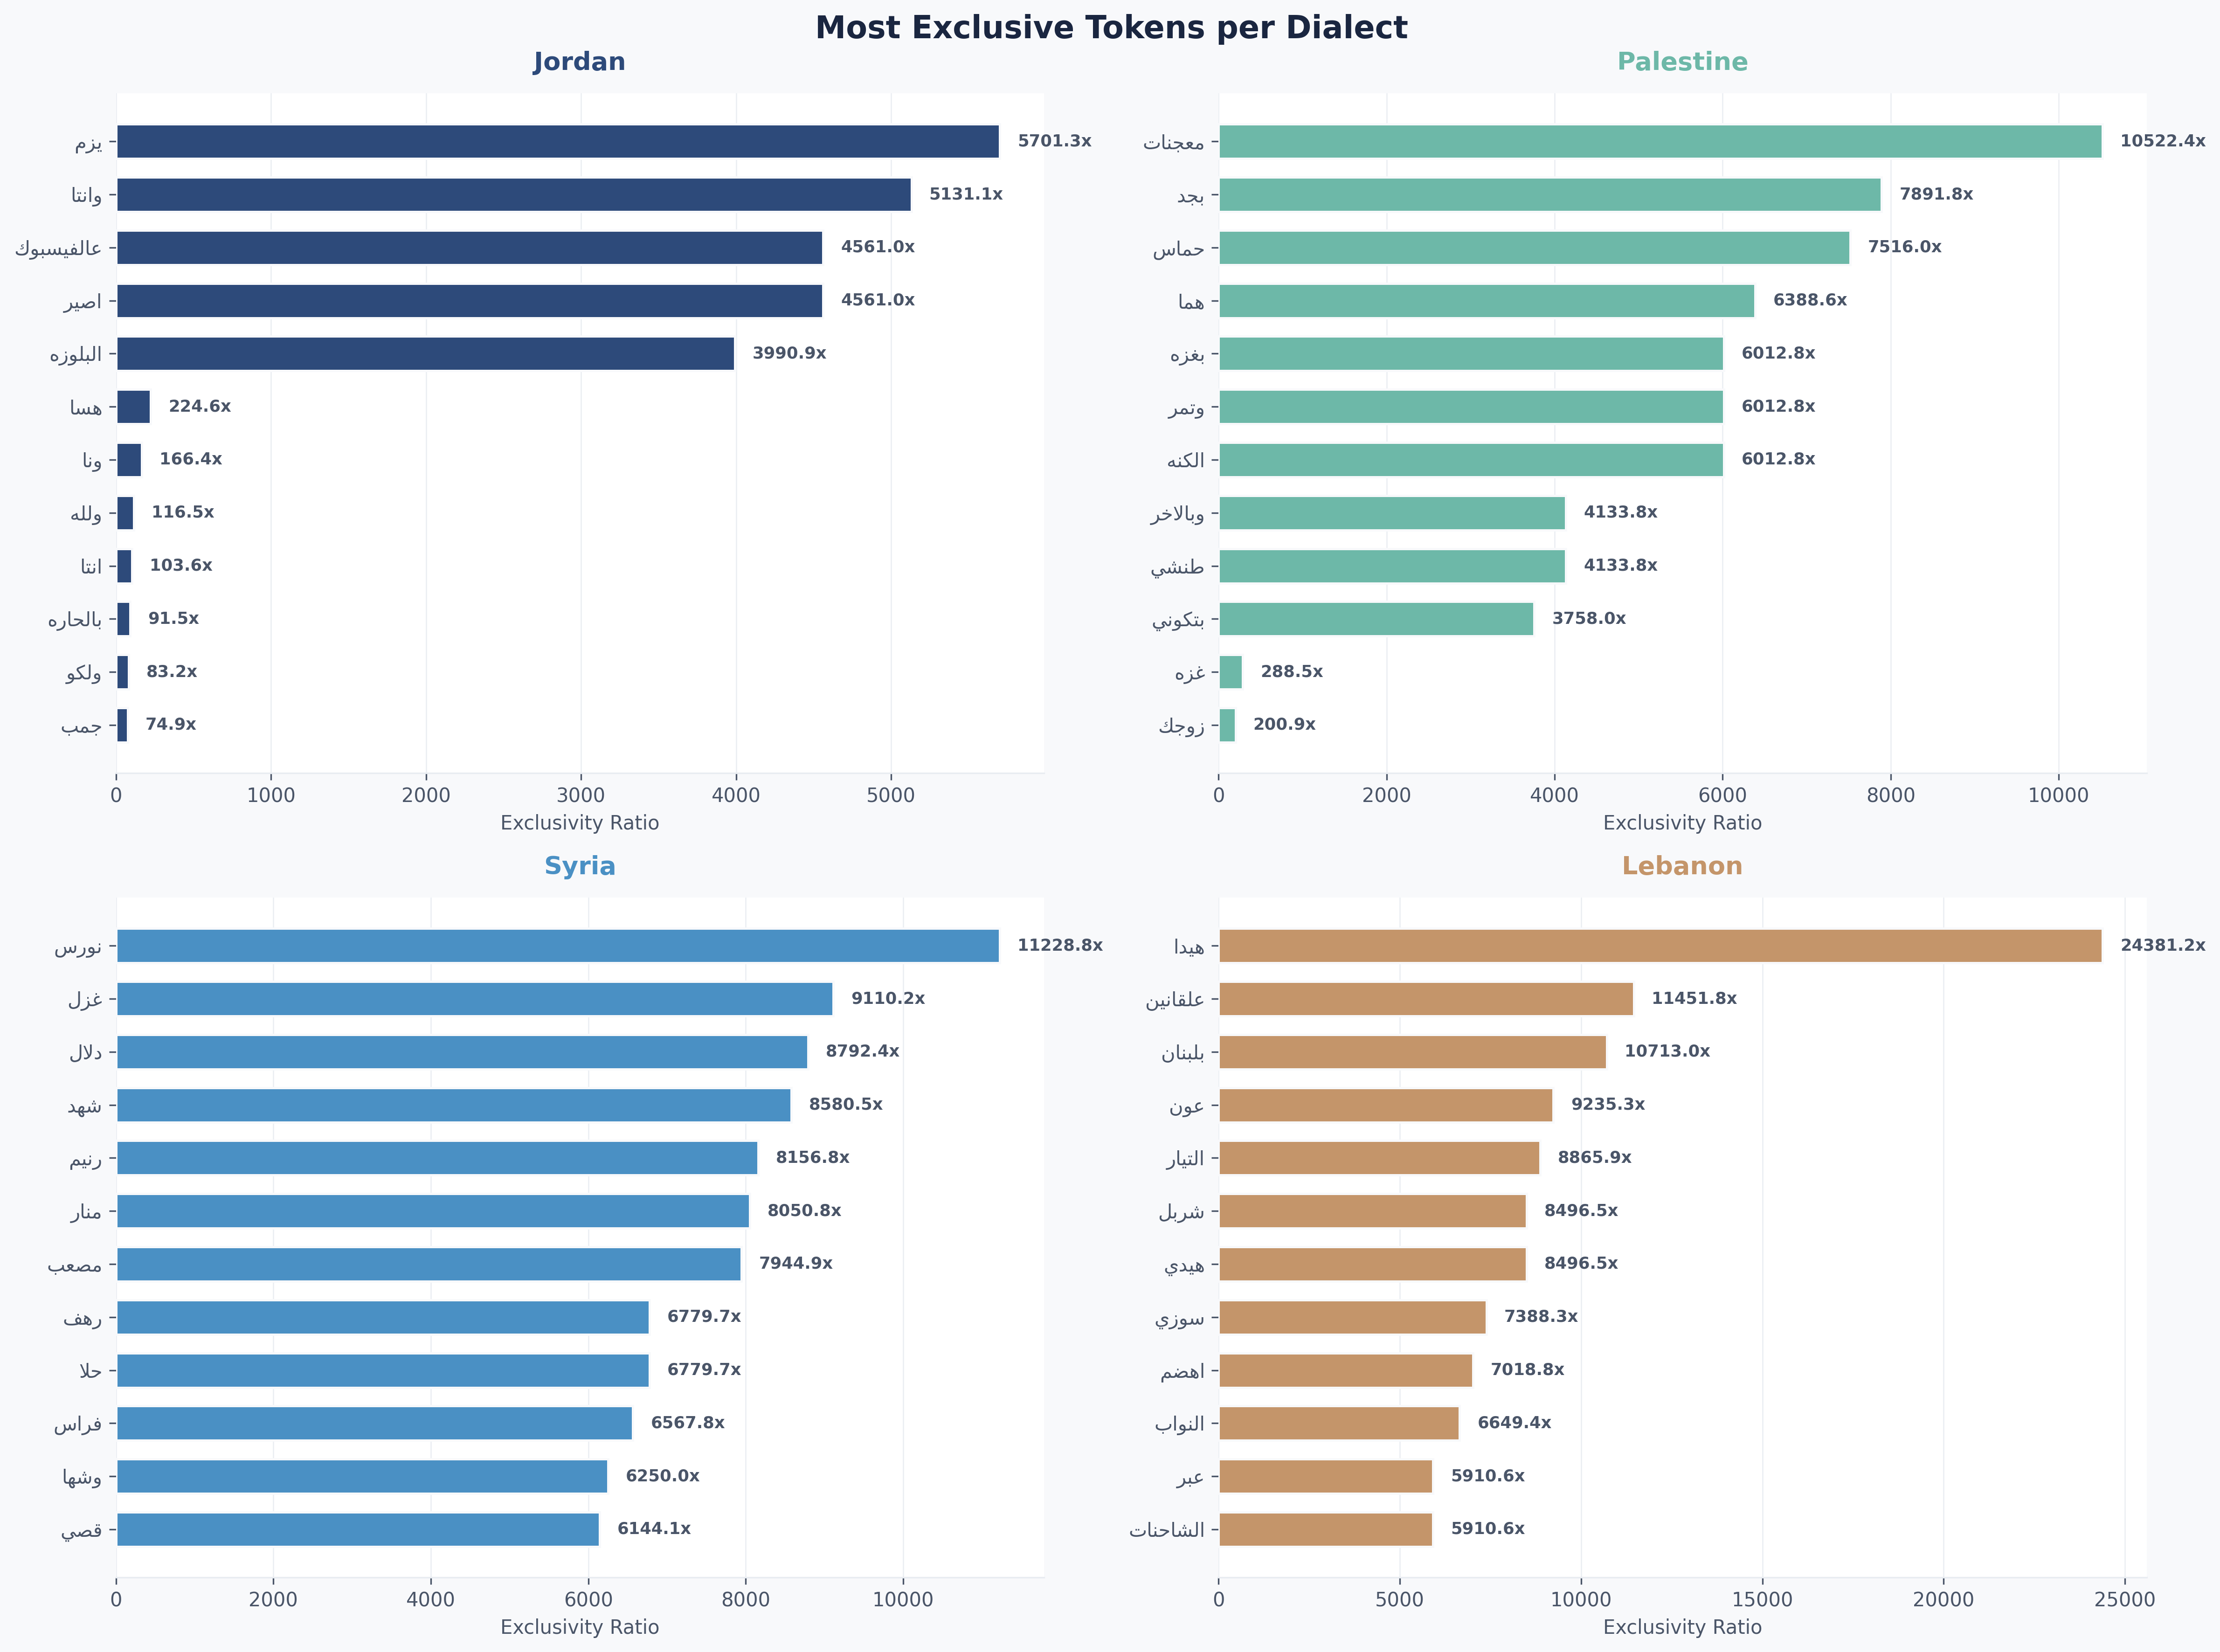 Most Exclusive Tokens per Dialect
Jordan
يزم 5701.3x
وانتا 5131.1x
عالفيسبوك 4561.0x
اصير 4561.0x
البلوزه 3990.9x
هسا 224.6x
ونا 166.4x
ولله 116.5x
انتا 103.6x
بالحاره 91.5x
ولكو 83.2x
جمب 74.9x
0 1000 2000 3000 4000 5000
Exclusivity Ratio
Palestine
معجنات 10522.4x
بجد 7891.8x
حماس 7516.0x
هما 6388.6x
بغزه 6012.8x
وتمر 6012.8x
الكنه 6012.8x
وبالاخر 4133.8x
طنشي 4133.8x
بتكوني 3758.0x
غزه 288.5x
زوجك 200.9x
0 2000 4000 6000 8000 10000
Exclusivity Ratio
Syria
نورس 11228.8x
غزل 9110.2x
دلال 8792.4x
شهد 8580.5x
رنيم 8156.8x
منار 8050.8x
مصعب 7944.9x
رهف 6779.7x
حلا 6779.7x
فراس 6567.8x
وشها 6250.0x
قصي 6144.1x
0 2000 4000 6000 8000 10000
Exclusivity Ratio
Lebanon
هيدا 24381.2x
علقانين 11451.8x
بلبنان 10713.0x
عون 9235.3x
التيار 8865.9x
شربل 8496.5x
هيدي 8496.5x
سوزي 7388.3x
اهضم 7018.8x
النواب 6649.4x
عبر 5910.6x
الشاحنات 5910.6x
0 5000 10000 15000 20000 25000
Exclusivity Ratio